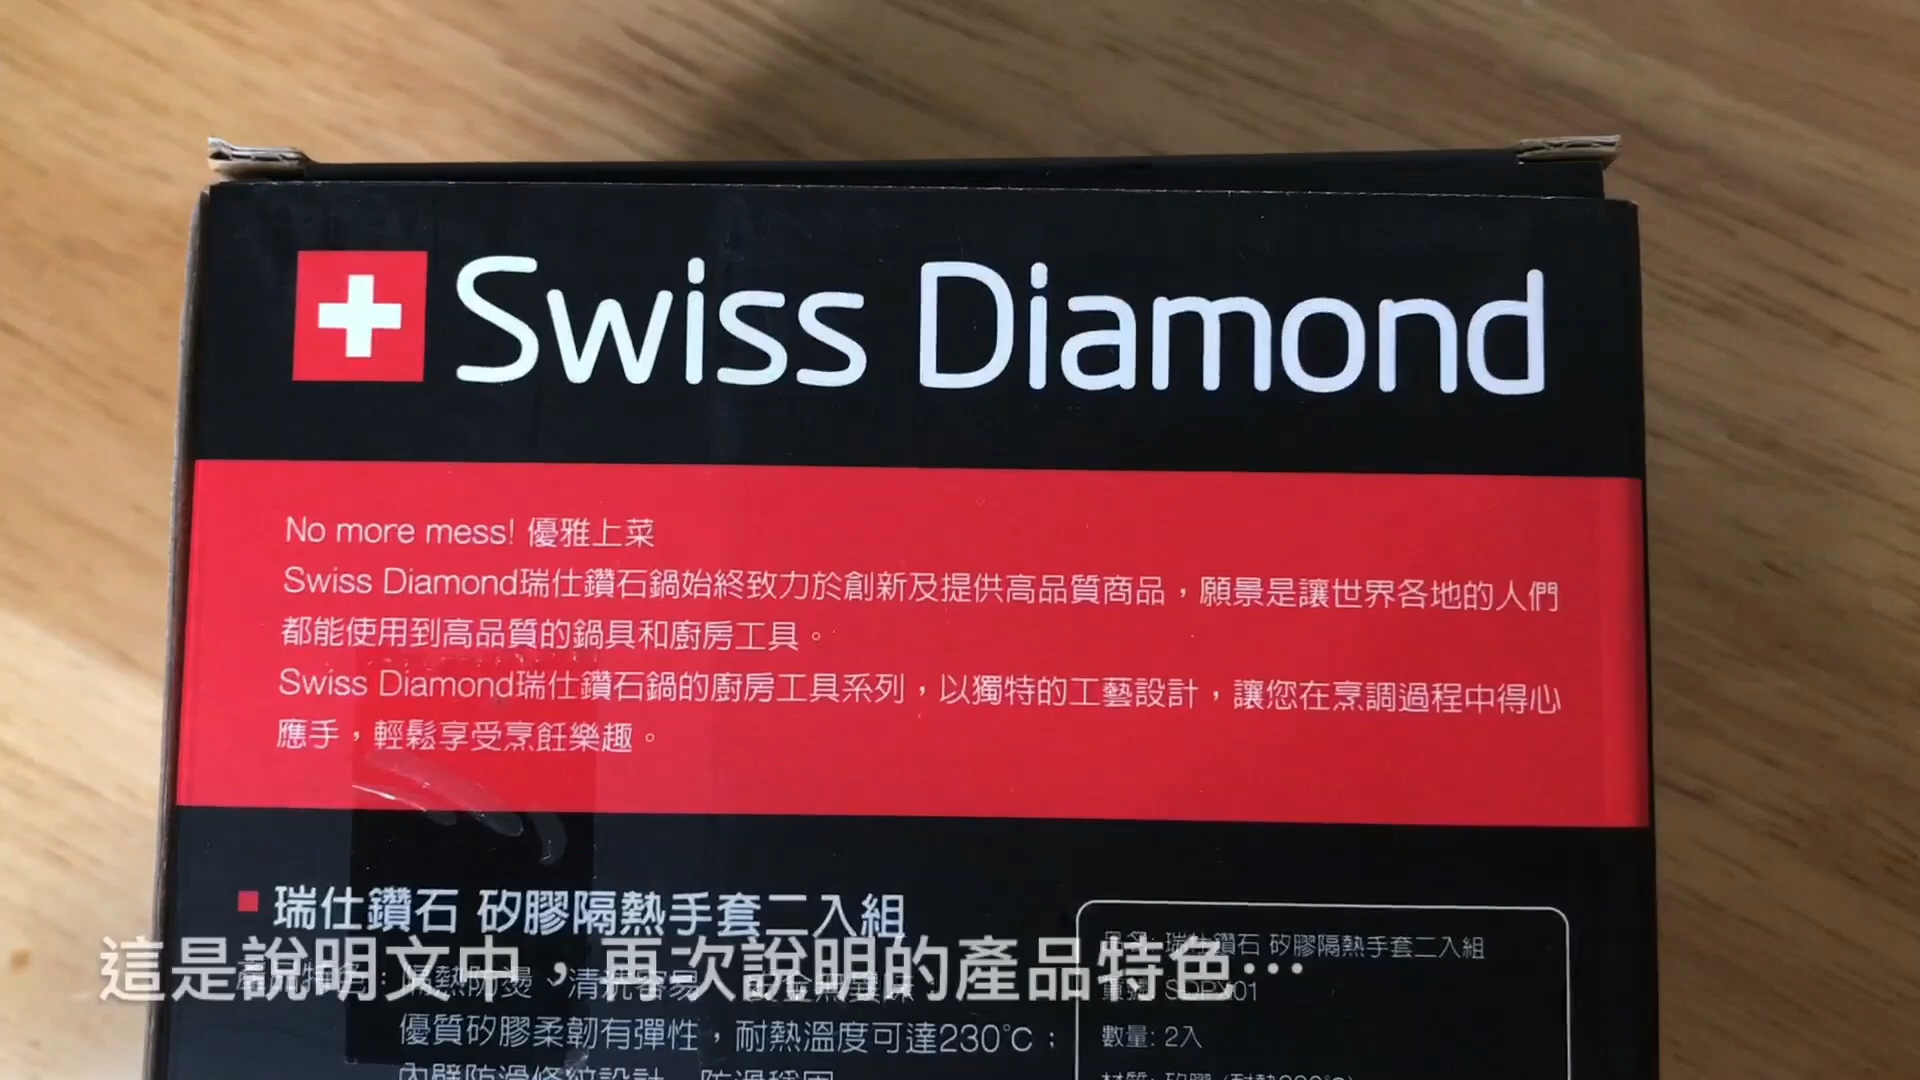 Swiss Diamond
No more mess! 優雅上菜
Swiss Diamond瑞仕鑽石鍋始終致力於創新及提供高品質商品，願景是讓世界各地的人們
都能使用到高品質的鍋具和廚房工具。
Swiss Diamond瑞仕鑽石鍋的廚房工具系列，以獨特的工藝設計，讓您在烹調過程中得心
應手，輕鬆享受烹飪樂趣。
瑞仕鑽石 矽膠隔熱手套二入組
隔熱防燙 清洗容易
優質矽膠柔韌有彈性，耐熱溫度可達230°C；
品名: 瑞仕鑽石 矽膠隔熱手套二入組
數量: 2入
這是說明文中，再次說明的產品特色…